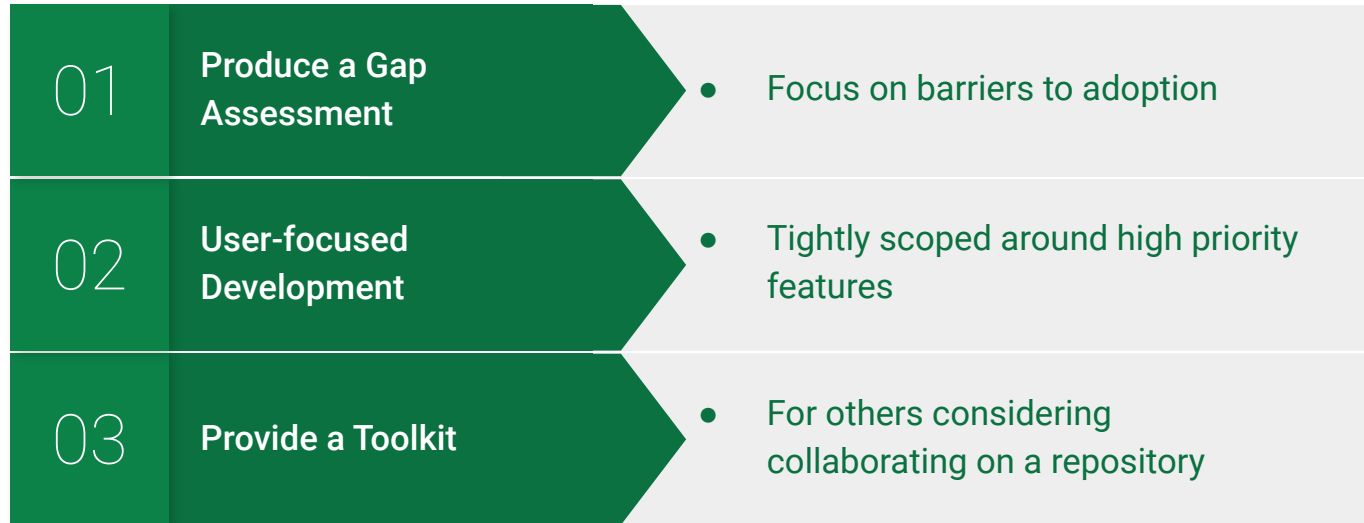 01
Produce a Gap
Assessment
● Focus on barriers to adoption
02
User-focused
Development
● Tightly scoped around high priority
features
03
Provide a Toolkit
● For others considering
collaborating on a repository